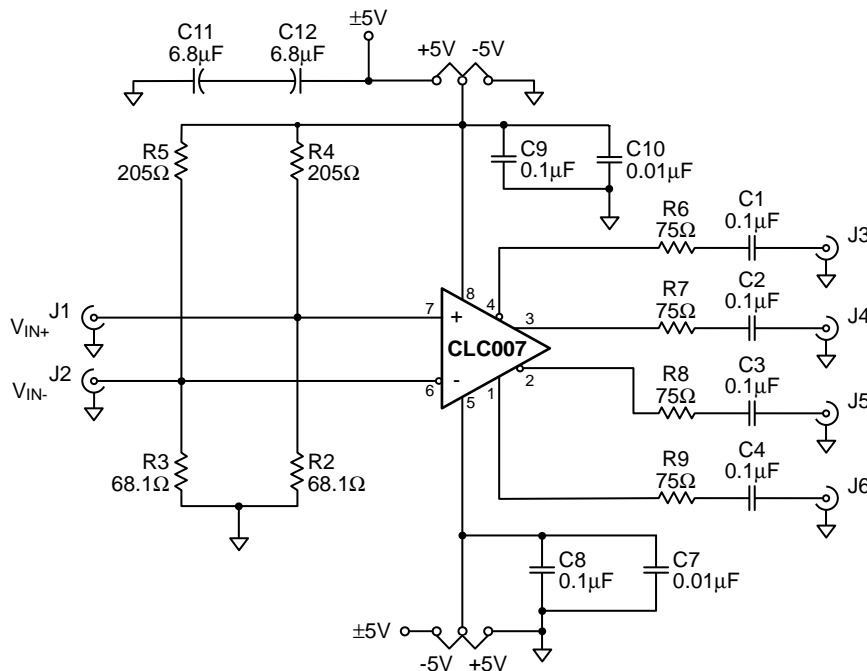 C11
6.8μF
C12
6.8μF
±5V
+5V
-5V
R5
205Ω
R4
205Ω
C9
0.1μF
C10
0.01μF
R6
75Ω
C1
0.1μF
J3
8
4
J1
VIN+
7
+
CLC007
3
R7
75Ω
C2
0.1μF
J4
J2
VIN-
6
-
5
1
2
R8
75Ω
C3
0.1μF
J5
R3
68.1Ω
R2
68.1Ω
R9
75Ω
C4
0.1μF
J6
C8
0.1μF
C7
0.01μF
±5V
-5V
+5V